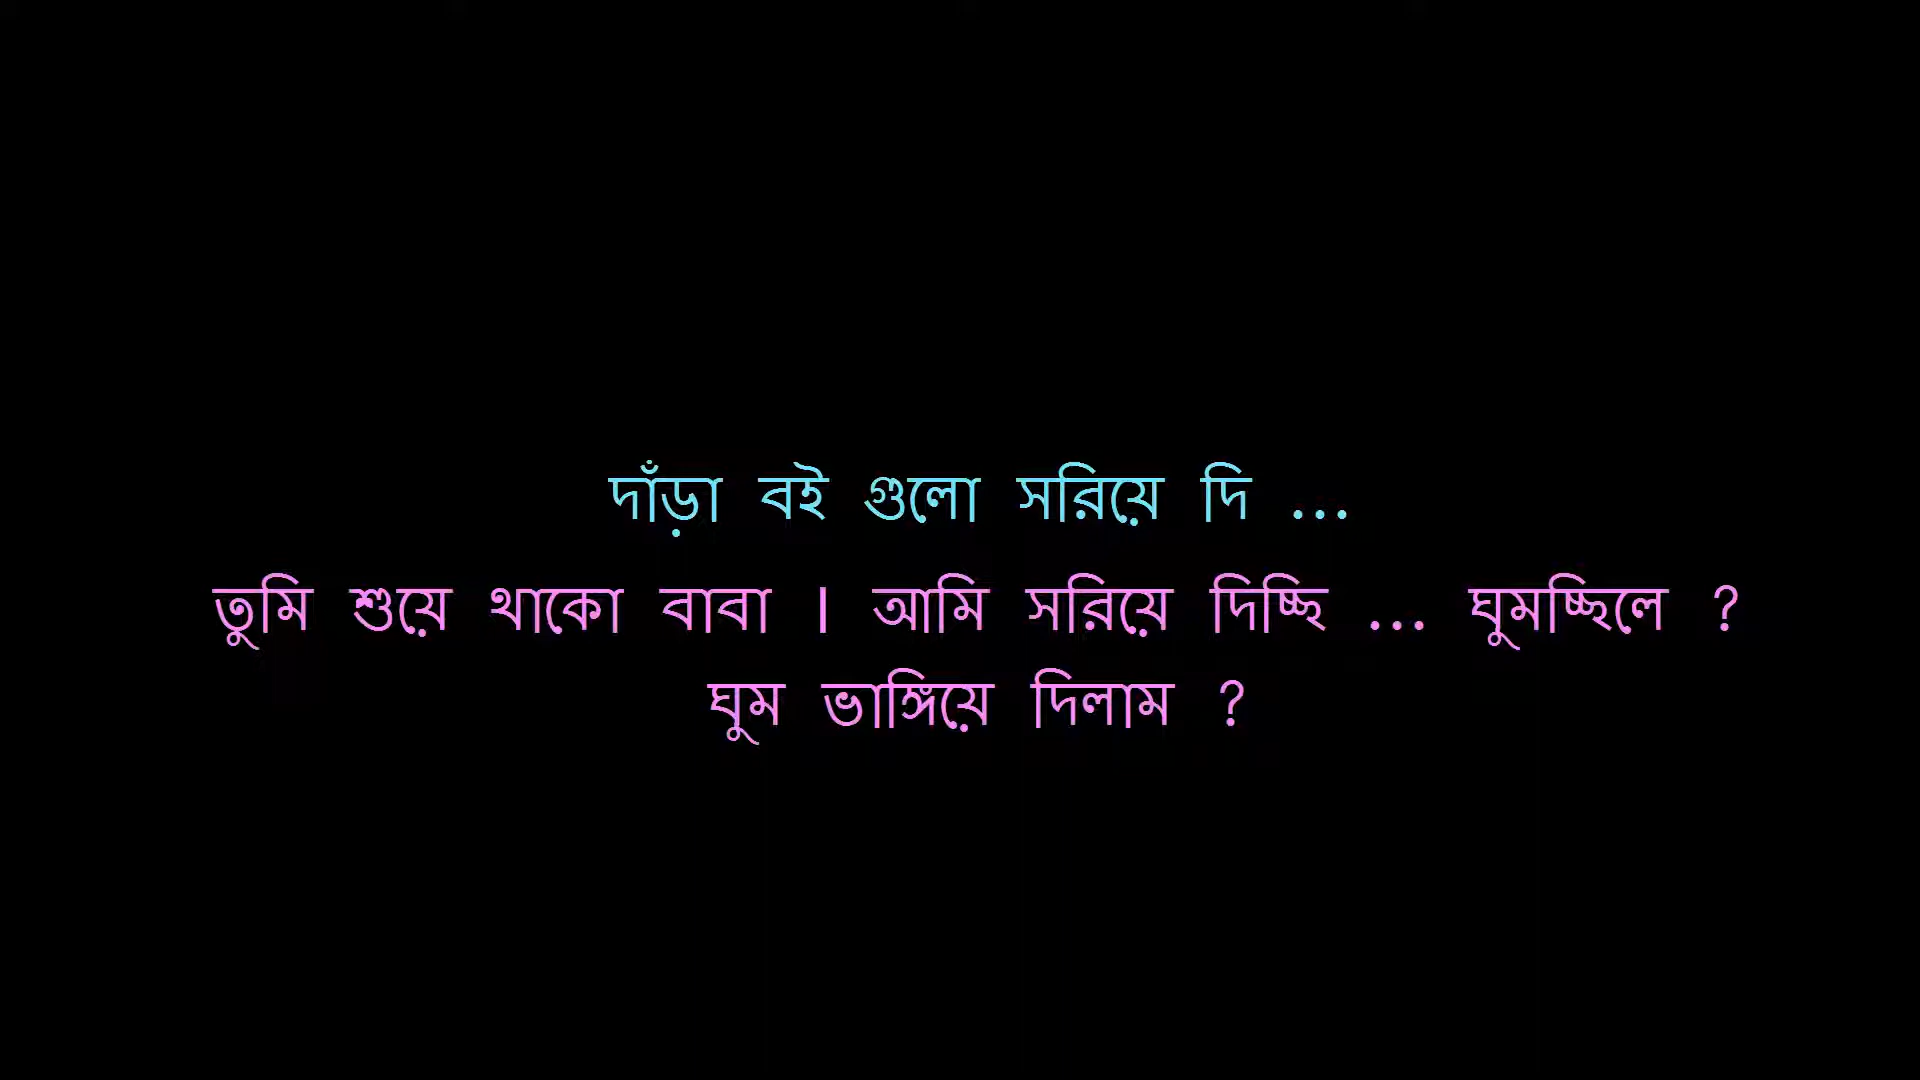 দাঁড়া বই গুলো সরিয়ে দি ...
তুমি শুয়ে থাকো বাবা । আমি সরিয়ে দিচ্ছি ... ঘুমচ্ছিলে ?
ঘুম ভাঙ্গিয়ে দিলাম ?